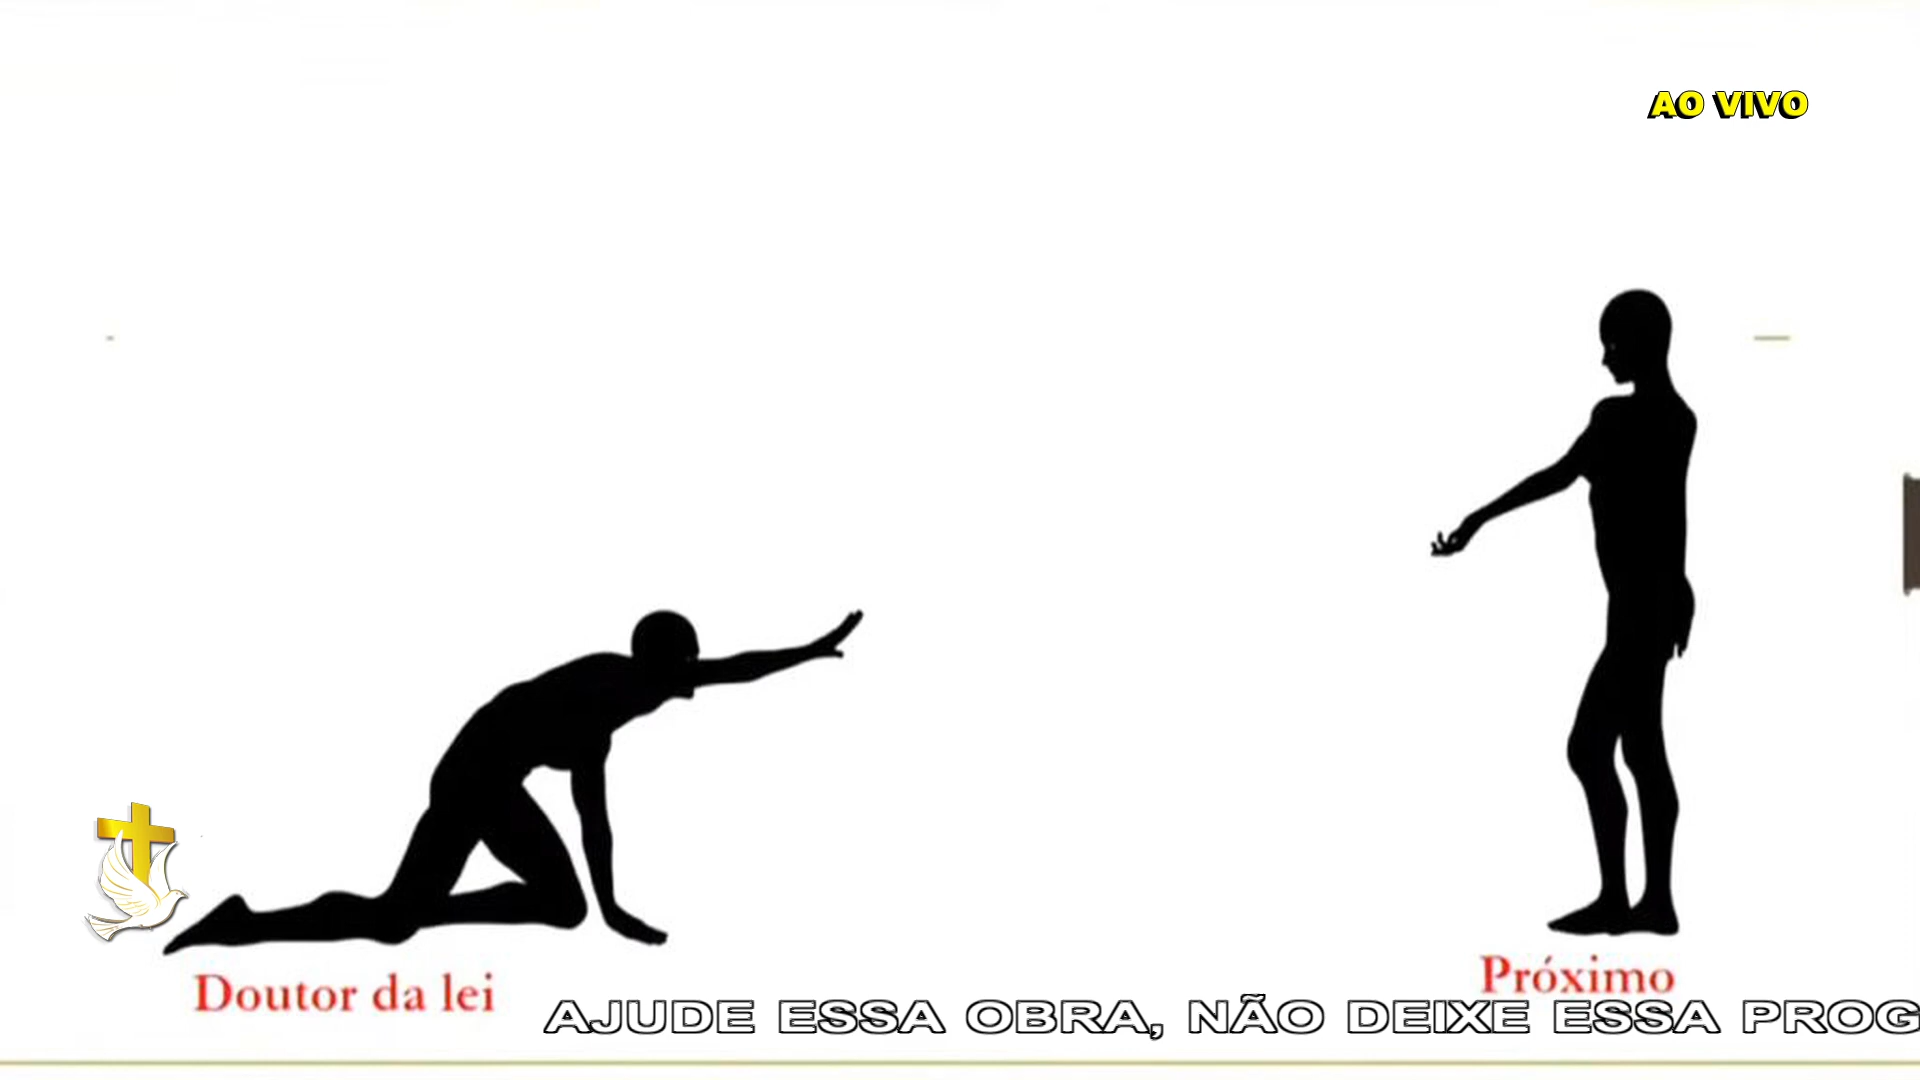 AO VIVO
Próximo
Doutor da lei
AJUDE ESSA OBRA, NÃO DEIXE ESSA PROG